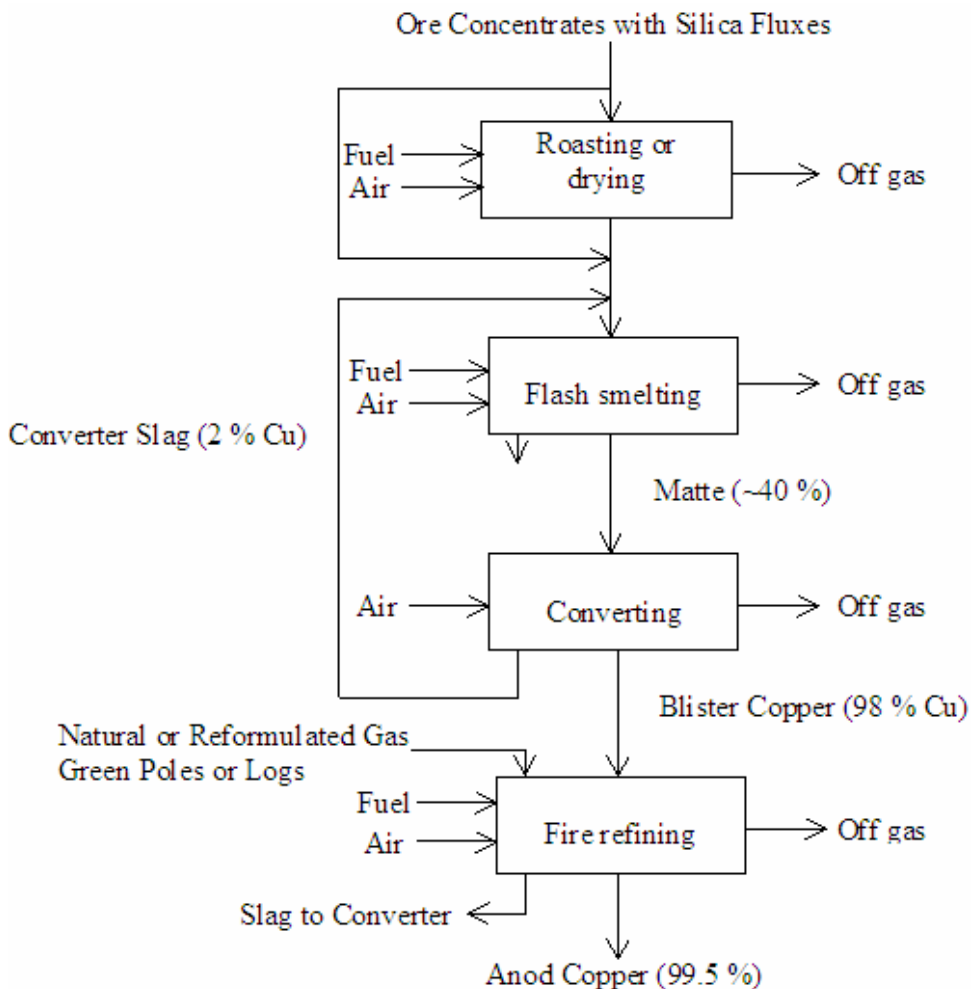 Ore Concentrates with Silica Fluxes
Roasting or
drying
Fuel
Air
Off gas
Fuel
Air
Flash smelting
Off gas
Converter Slag (2 % Cu)
Matte (~40 %)
Air
Converting
Off gas
Blister Copper (98 % Cu)
Natural or Reformulated Gas
Green Poles or Logs
Fuel
Air
Fire refining
Off gas
Slag to Converter
Anod Copper (99.5 %)